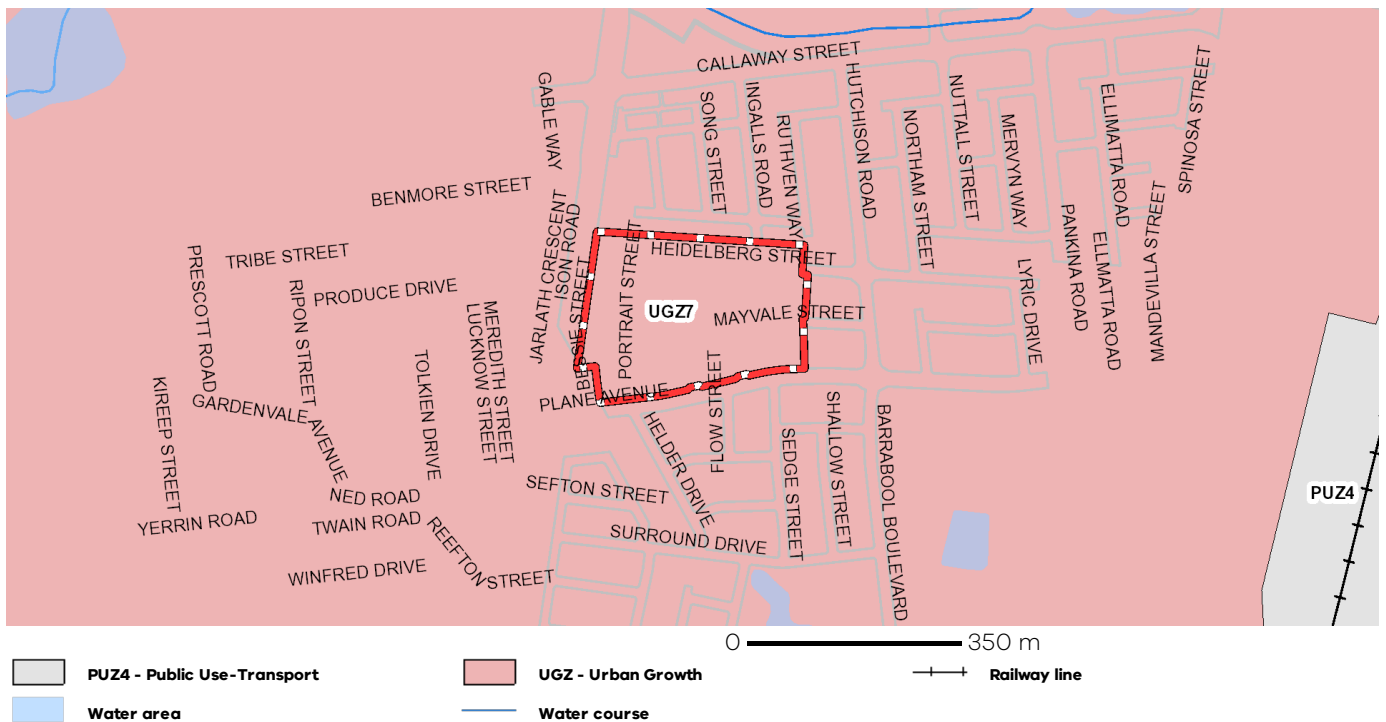 CALLAWAY STREET
GABLE WAY
SONG STREET
INGALLS ROAD
RUTHVEN WAY
HUTCHISON ROAD
NORTHAM STREET
NUTTALL STREET
MERVYN WAY
ELLIMATTA ROAD
SPINOSA STREET
MANDEVILLA STREET
BENMORE STREET
JARLATH CRESCENT
ISON ROAD
BESSIE STREET
PORTRAIT STREET
HEIDELBERG STREET
PANKINA ROAD
ELLMATTA ROAD
LYRIC DRIVE
PRESCOTT ROAD
TRIBE STREET
RIPON STREET
PRODUCE DRIVE
MEREDITH STREET
LUCKNOW STREET
UGZ7
MAYVALE STREET
TOLKIEN DRIVE
KIREEP STREET
GARDENVALE AVENUE
PLANE AVENUE
FLOW STREET
HELDER DRIVE
SEDGE STREET
SHALLOW STREET
BARRABOOL BOULEVARD
NED ROAD
SEFTON STREET
PUZ4
YERRIN ROAD
TWAIN ROAD
REEFTON STREET
SURROUND DRIVE
WINFRED DRIVE
0 350 m
PUZ4 - Public Use-Transport
UGZ - Urban Growth
Railway line
Water area
Water course